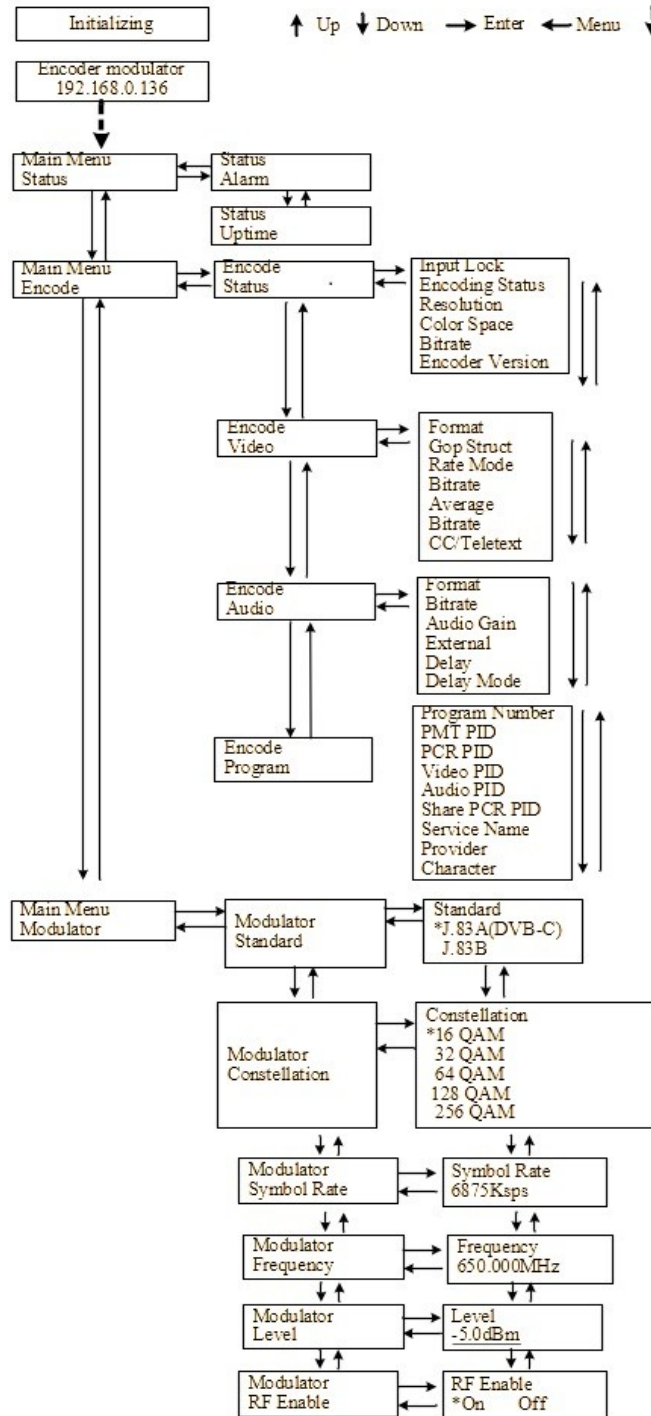 Initializing
Up Down Enter Menu
Encoder modulator
192.168.0.136
Main Menu
Status
Status
Alarm
Status
Uptime
Main Menu
Encode
Encode
Status
Input Lock
Encoding Status
Resolution
Color Space
Bitrate
Encoder Version
Encode
Video
Format
Gop Struct
Rate Mode
Bitrate
Average
Bitrate
CC/Teletext
Encode
Audio
Format
Bitrate
Audio Gain
External
Delay
Delay Mode
Encode
Program
Program Number
PMT PID
PCR PID
Video PID
Audio PID
Share PCR PID
Service Name
Provider
Character
Main Menu
Modulator
Modulator
Standard
Standard
*J.83A(DVB-C)
J.83B
Modulator
Constellation
Constellation
*16 QAM
32 QAM
64 QAM
128 QAM
256 QAM
Modulator
Symbol Rate
Symbol Rate
6875Ksps
Modulator
Frequency
Frequency
650.000MHz
Modulator
Level
Level
-5.0dBm
Modulator
RF Enable
RF Enable
*On Off